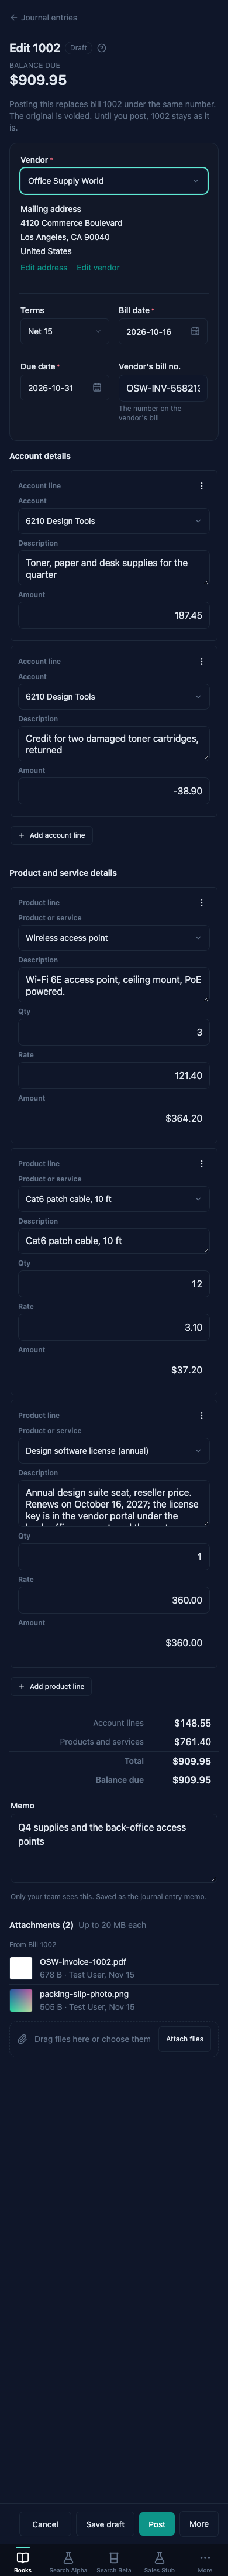 Journal entries
Edit 1002 Draft
BALANCE DUE
$909.95
Posting this replaces bill 1002 under the same number.
The original is voided. Until you post, 1002 stays as it
is.
Vendor*
Office Supply World
Mailing address
4120 Commerce Boulevard
Los Angeles, CA 90040
United States
Edit address Edit vendor
Terms Bill date*
Net 15 2026-10-16
Due date* Vendor's bill no.
2026-10-31 OSW-INV-55821
The number on the
vendor's bill
Account details
Account line
Account
6210 Design Tools
Description
Toner, paper and desk supplies for the
quarter
Amount
187.45
Account line
Account
6210 Design Tools
Description
Credit for two damaged toner cartridges,
returned
Amount
-38.90
Add account line
Product and service details
Product line
Product or service
Wireless access point
Description
Wi-Fi 6E access point, ceiling mount, PoE
powered.
Qty
3
Rate
121.40
Amount
$364.20
Product line
Product or service
Cat6 patch cable, 10 ft
Description
Cat6 patch cable, 10 ft
Qty
12
Rate
3.10
Amount
$37.20
Product line
Product or service
Design software license (annual)
Description
Annual design suite seat, reseller price.
Renews on October 16, 2027; the license
key is in the vendor portal under the
Qty
1
Rate
360.00
Amount
$360.00
Add product line
Account lines $148.55
Products and services $761.40
Total $909.95
Balance due $909.95
Memo
Q4 supplies and the back-office access
points
Only your team sees this. Saved as the journal entry memo.
Attachments (2) Up to 20 MB each
From Bill 1002
OSW-invoice-1002.pdf
678 B · Test User, Nov 15
packing-slip-photo.png
505 B · Test User, Nov 15
Drag files here or choose them Attach files
Cancel Save draft Post More
Books Search Alpha Search Beta Sales Stub More